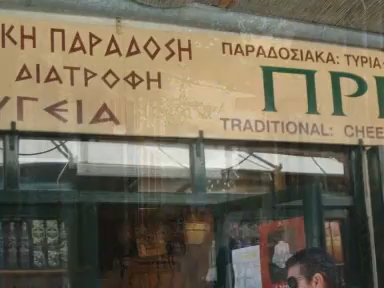 ΚΗ ΠΑΡΑΔΟΣΗ
ΔΙΑΤΡΟΦΗ
ΥΓΕΙΑ
ΠΑΡΑΔΟΣΙΑΚΑ: ΤΥΡΙΑ
ΠΡ
TRADITIONAL: CHEE